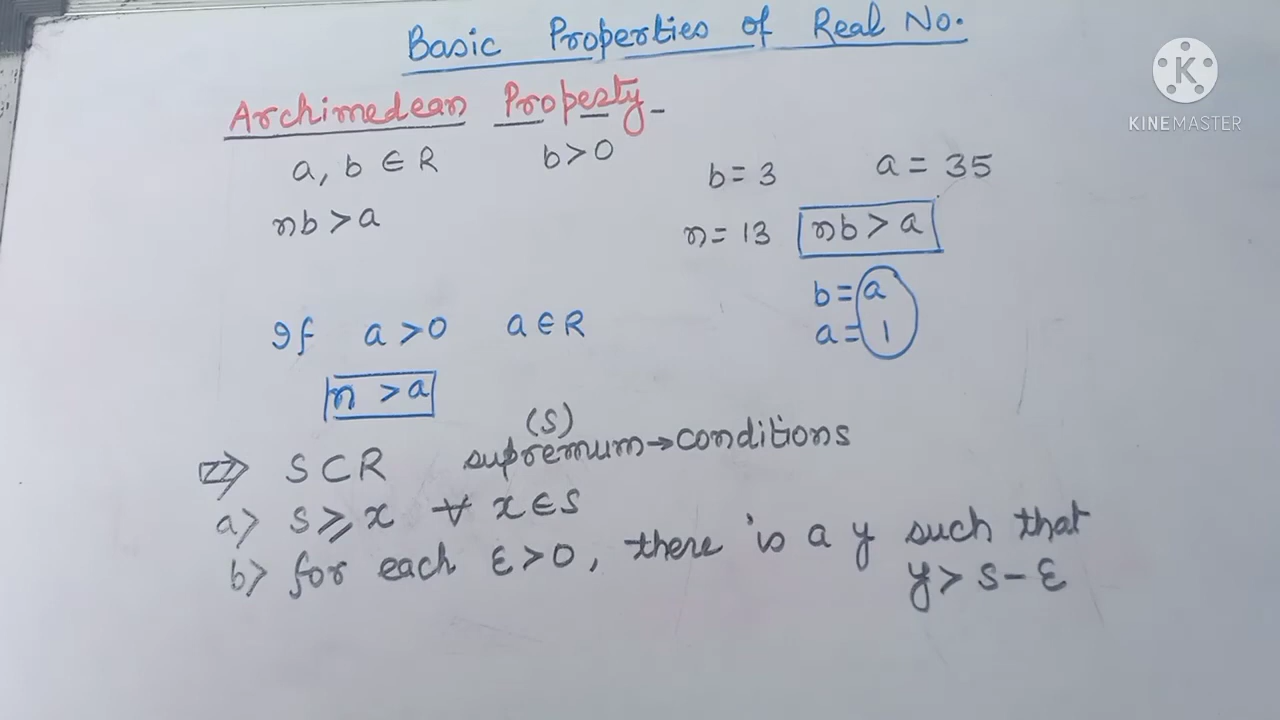 Basic Properties of Real No.
K
KINEMASTER
Archimedean Property -
a, b ∈ R b > 0
nb > a
b = 3 a = 35
n = 13 nb > a
b = a
a = 1
If a > 0 a ∈ R
n > a
(s)
⇒ S ⊂ R supremum → conditions
a> s ≥ x ∀ x ∈ s
b> for each ε > 0, there is a y such that
y > s - ε